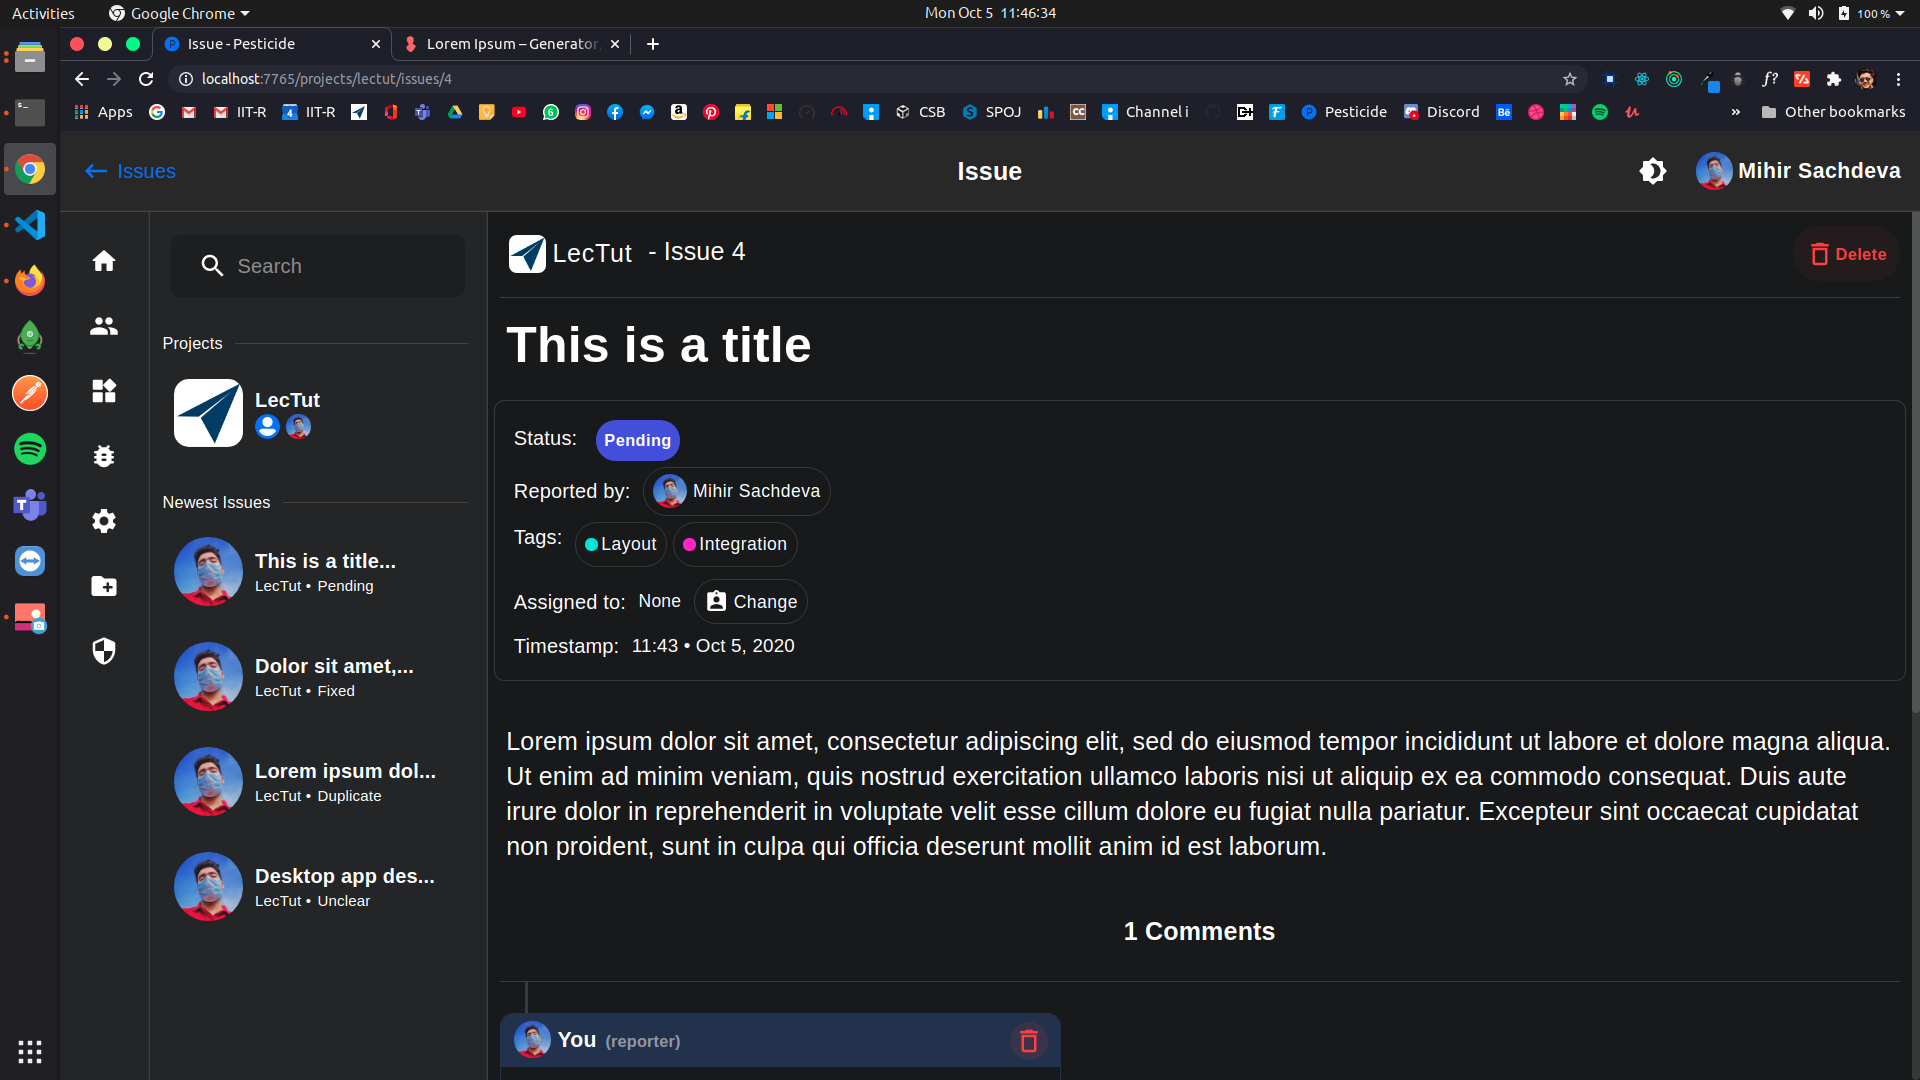 Activities
Google Chrome
Mon Oct 5 11:46:34
100 %
Issue - Pesticide
Lorem Ipsum – Generator,
localhost:7765/projects/lectut/issues/4
Apps
IIT-R
IIT-R
CSB
SPOJ
Channel i
Pesticide
Discord
Other bookmarks
Issues
Issue
Mihir Sachdeva
Search
Projects
LecTut
Newest Issues
This is a title...
LecTut • Pending
Dolor sit amet,...
LecTut • Fixed
Lorem ipsum dol...
LecTut • Duplicate
Desktop app des...
LecTut • Unclear
LecTut - Issue 4
Delete
This is a title
Status: Pending
Reported by: Mihir Sachdeva
Tags: Layout Integration
Assigned to: None Change
Timestamp: 11:43 • Oct 5, 2020
Lorem ipsum dolor sit amet, consectetur adipiscing elit, sed do eiusmod tempor incididunt ut labore et dolore magna aliqua.
Ut enim ad minim veniam, quis nostrud exercitation ullamco laboris nisi ut aliquip ex ea commodo consequat. Duis aute
irure dolor in reprehenderit in voluptate velit esse cillum dolore eu fugiat nulla pariatur. Excepteur sint occaecat cupidatat
non proident, sunt in culpa qui officia deserunt mollit anim id est laborum.
1 Comments
You (reporter)